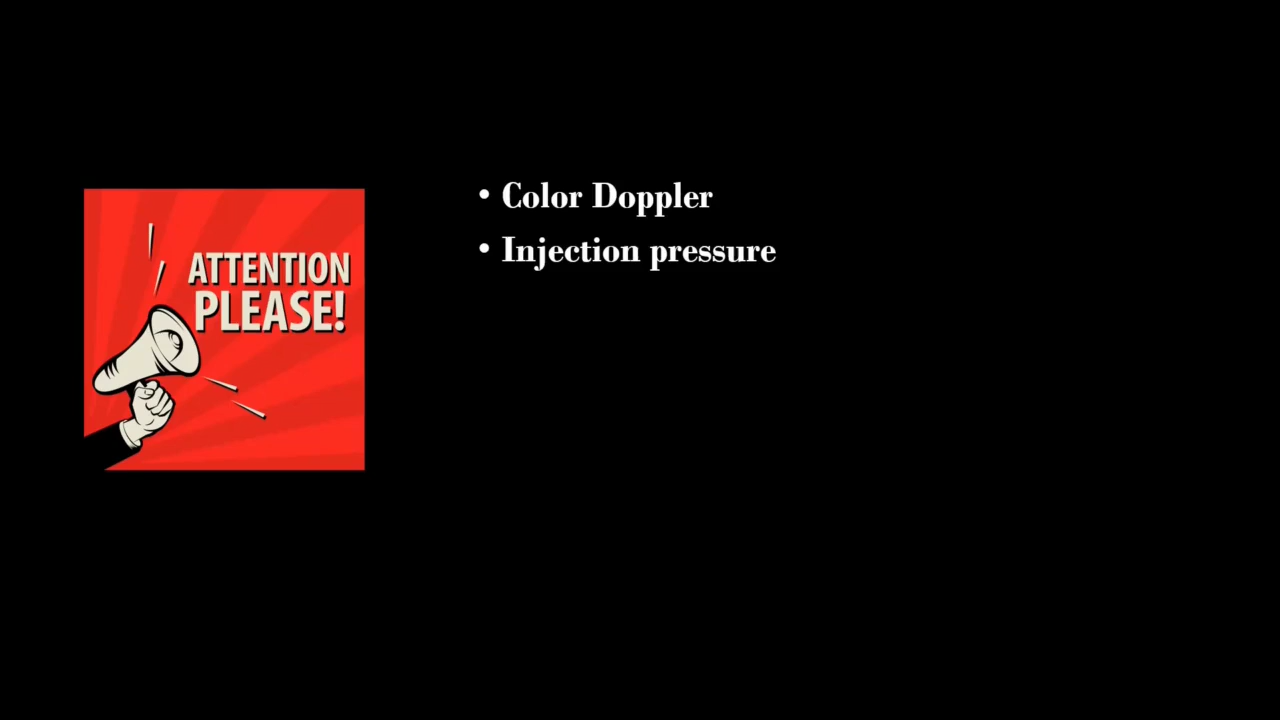 ATTENTION
PLEASE!
• Color Doppler
• Injection pressure